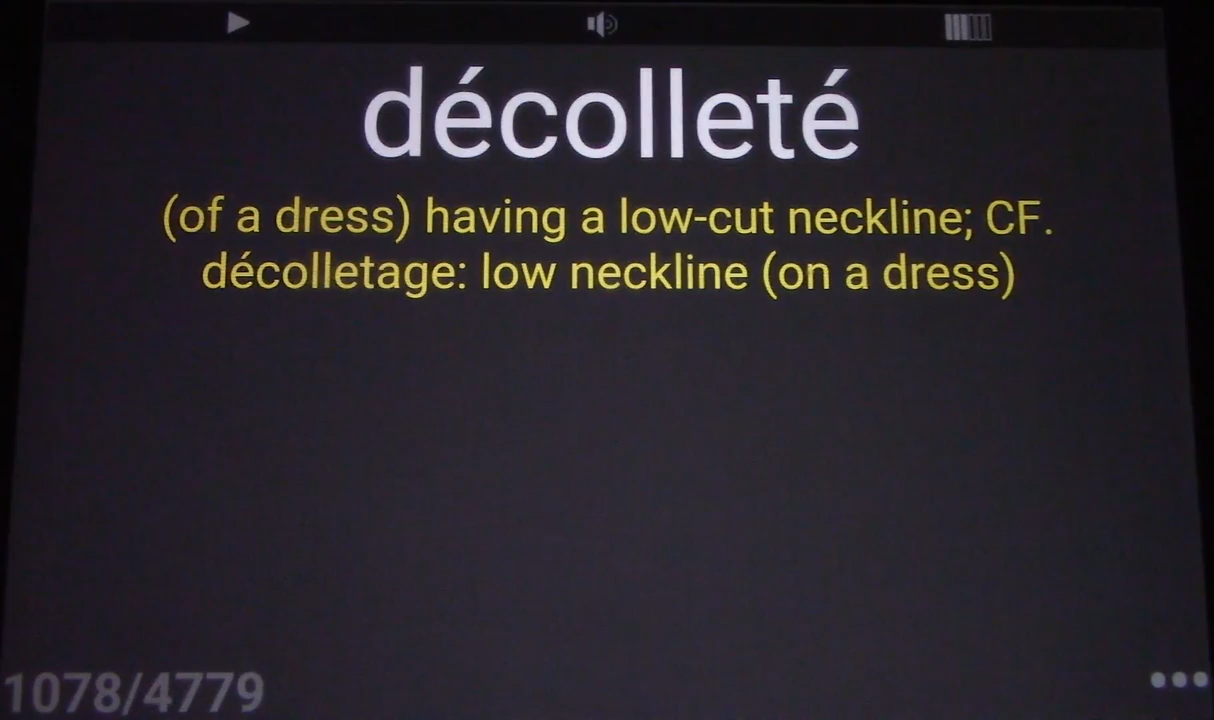 décolleté
(of a dress) having a low-cut neckline; CF.
décolletage: low neckline (on a dress)
1078/4779